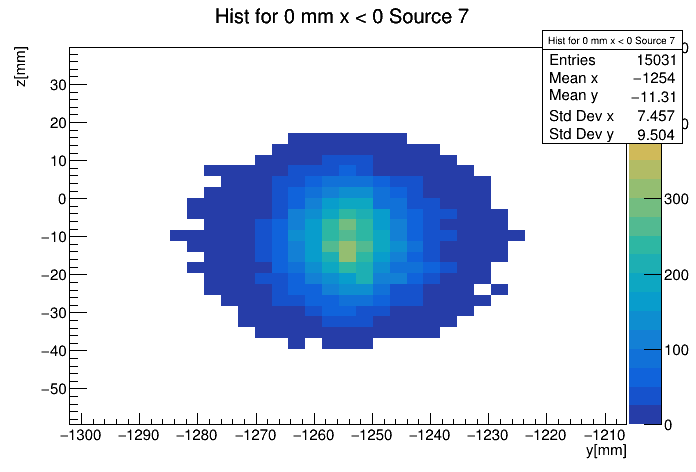 Hist for 0 mm x < 0 Source 7
Hist for 0 mm x < 0 Source 7
Entries 15031
Mean x −1254
Mean y −11.31
Std Dev x 7.457
Std Dev y 9.504
z[mm]
30
20
10
0
−10
−20
−30
−40
−50
300
200
100
0
−1300 −1290 −1280 −1270 −1260 −1250 −1240 −1230 −1220 −1210
y[mm]